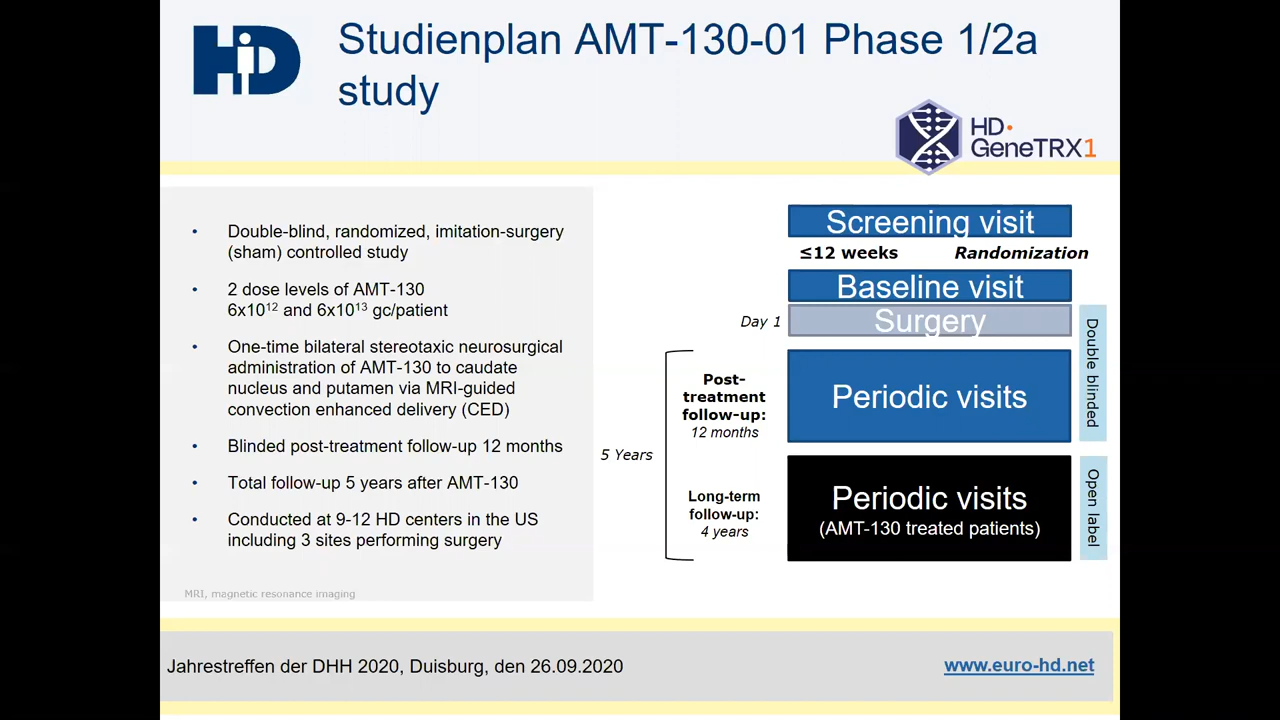 HD
Studienplan AMT-130-01 Phase 1/2a
study
HD
GeneTRX1
• Double-blind, randomized, imitation-surgery
(sham) controlled study
• 2 dose levels of AMT-130
6x10¹² and 6x10¹³ gc/patient
• One-time bilateral stereotaxic neurosurgical
administration of AMT-130 to caudate
nucleus and putamen via MRI-guided
convection enhanced delivery (CED)
• Blinded post-treatment follow-up 12 months
• Total follow-up 5 years after AMT-130
• Conducted at 9-12 HD centers in the US
including 3 sites performing surgery
MRI, magnetic resonance imaging
Screening visit
≤12 weeks
Randomization
Baseline visit
Day 1
Surgery
Double blinded
Post-
treatment
follow-up:
12 months
Periodic visits
5 Years
Long-term
follow-up:
4 years
Periodic visits
(AMT-130 treated patients)
Open label
Jahrestreffen der DHH 2020, Duisburg, den 26.09.2020
www.euro-hd.net